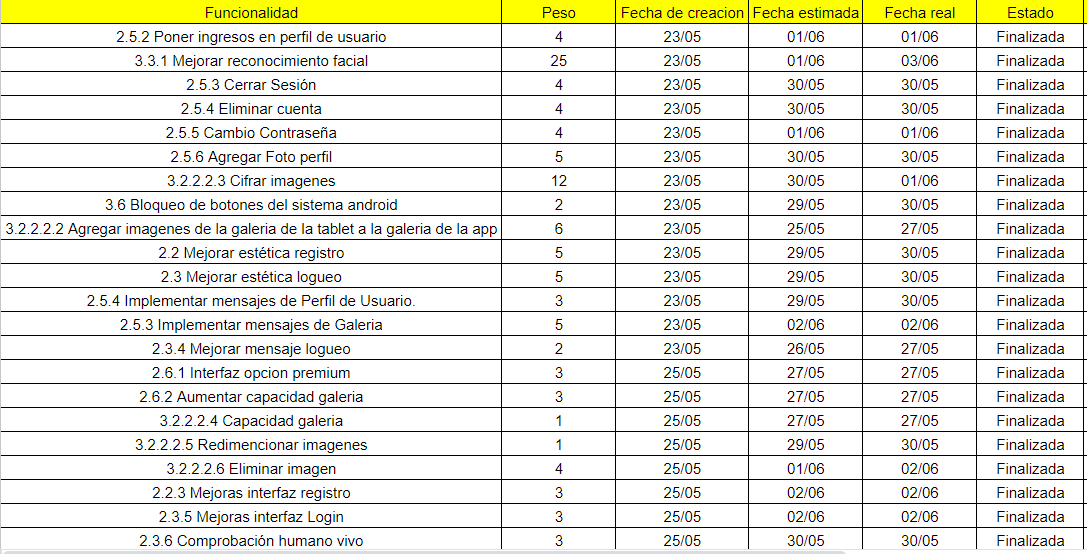 Funcionalidad Peso Fecha de creacion Fecha estimada Fecha real Estado
2.5.2 Poner ingresos en perfil de usuario 4 23/05 01/06 01/06 Finalizada
3.3.1 Mejorar reconocimiento facial 25 23/05 01/06 03/06 Finalizada
2.5.3 Cerrar Sesión 4 23/05 30/05 30/05 Finalizada
2.5.4 Eliminar cuenta 4 23/05 30/05 30/05 Finalizada
2.5.5 Cambio Contraseña 4 23/05 01/06 01/06 Finalizada
2.5.6 Agregar Foto perfil 5 23/05 30/05 30/05 Finalizada
3.2.2.2.3 Cifrar imagenes 12 23/05 30/05 01/06 Finalizada
3.6 Bloqueo de botones del sistema android 2 23/05 29/05 30/05 Finalizada
3.2.2.2.2 Agregar imagenes de la galeria de la tablet a la galeria de la app 6 23/05 25/05 27/05 Finalizada
2.2 Mejorar estética registro 5 23/05 29/05 30/05 Finalizada
2.3 Mejorar estética logueo 5 23/05 29/05 30/05 Finalizada
2.5.4 Implementar mensajes de Perfil de Usuario. 3 23/05 29/05 30/05 Finalizada
2.5.3 Implementar mensajes de Galeria 5 23/05 02/06 02/06 Finalizada
2.3.4 Mejorar mensaje logueo 2 23/05 26/05 27/05 Finalizada
2.6.1 Interfaz opcion premium 3 25/05 27/05 27/05 Finalizada
2.6.2 Aumentar capacidad galeria 3 25/05 27/05 27/05 Finalizada
3.2.2.2.4 Capacidad galeria 1 25/05 27/05 27/05 Finalizada
3.2.2.2.5 Redimencionar imagenes 1 25/05 29/05 30/05 Finalizada
3.2.2.2.6 Eliminar imagen 4 25/05 01/06 02/06 Finalizada
2.2.3 Mejoras interfaz registro 3 25/05 02/06 02/06 Finalizada
2.3.5 Mejoras interfaz Login 3 25/05 02/06 02/06 Finalizada
2.3.6 Comprobación humano vivo 3 25/05 30/05 30/05 Finalizada